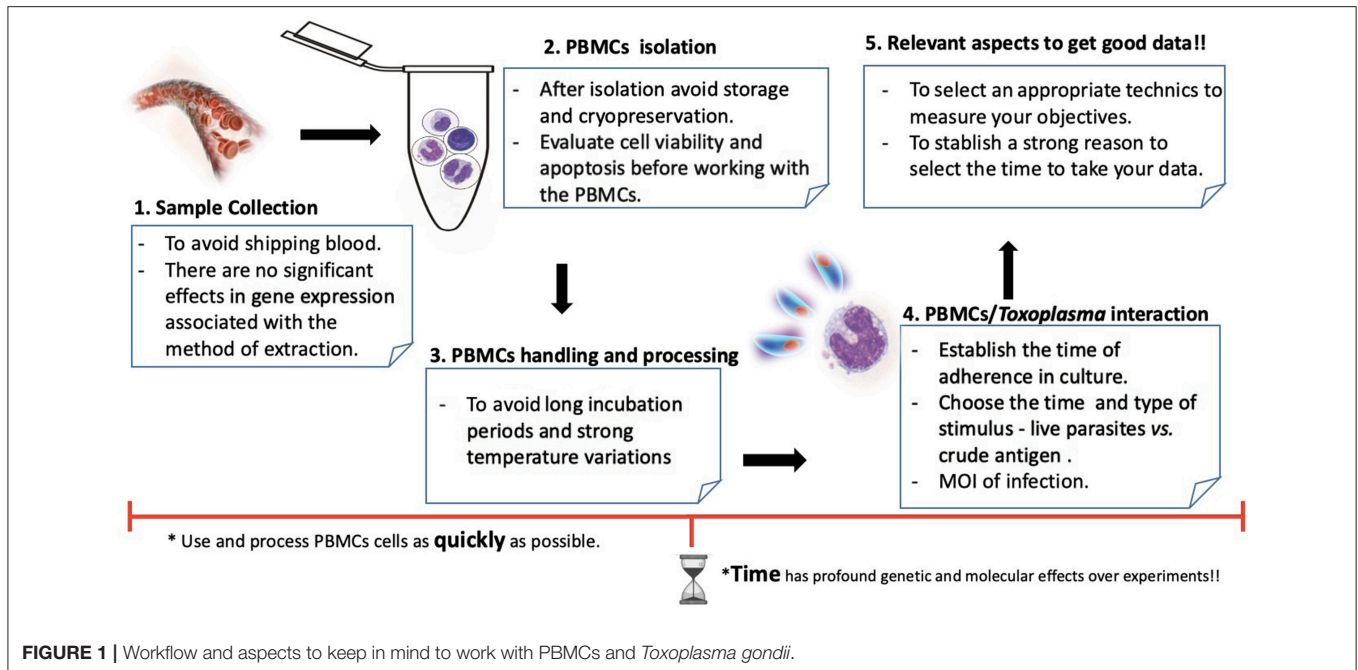 1. Sample Collection
- To avoid shipping blood.
- There are no significant
effects in gene expression
associated with the
method of extraction.
2. PBMCs isolation
- After isolation avoid storage
and cryopreservation.
- Evaluate cell viability and
apoptosis before working with
the PBMCs.
3. PBMCs handling and processing
- To avoid long incubation
periods and strong
temperature variations
4. PBMCs/Toxoplasma interaction
- Establish the time of
adherence in culture.
- Choose the time and type of
stimulus - live parasites vs.
crude antigen .
- MOI of infection.
5. Relevant aspects to get good data!!
- To select an appropriate technics to
measure your objectives.
- To stablish a strong reason to
select the time to take your data.
* Use and process PBMCs cells as quickly as possible.
*Time has profound genetic and molecular effects over experiments!!
FIGURE 1 | Workflow and aspects to keep in mind to work with PBMCs and Toxoplasma gondii.